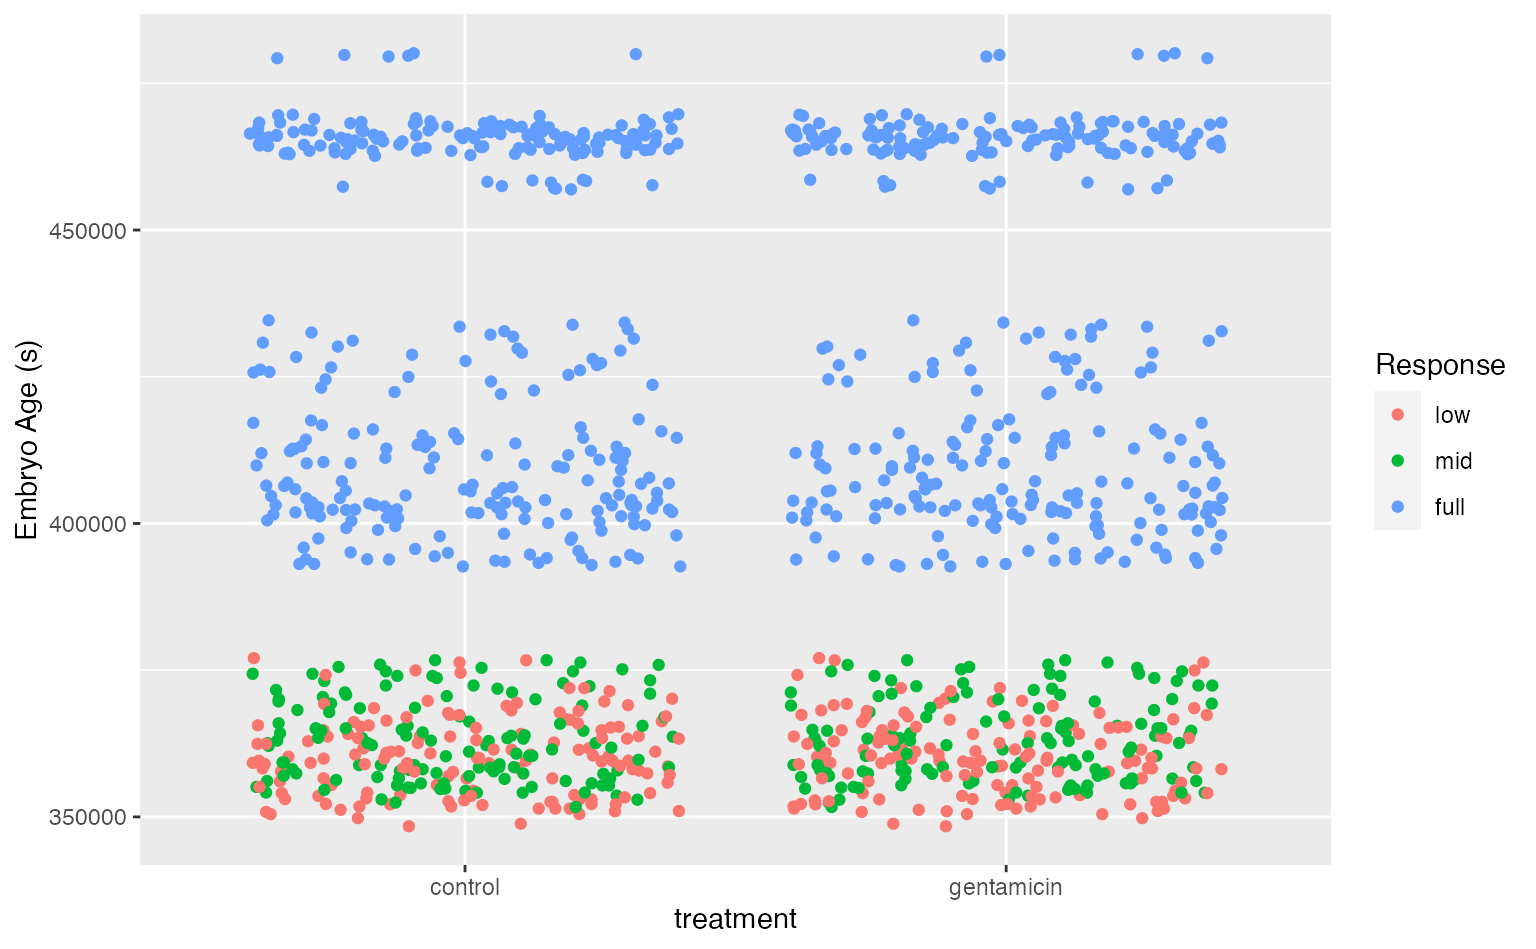 Embryo Age (s)
450000
400000
350000
control
gentamicin
treatment
Response
low
mid
full